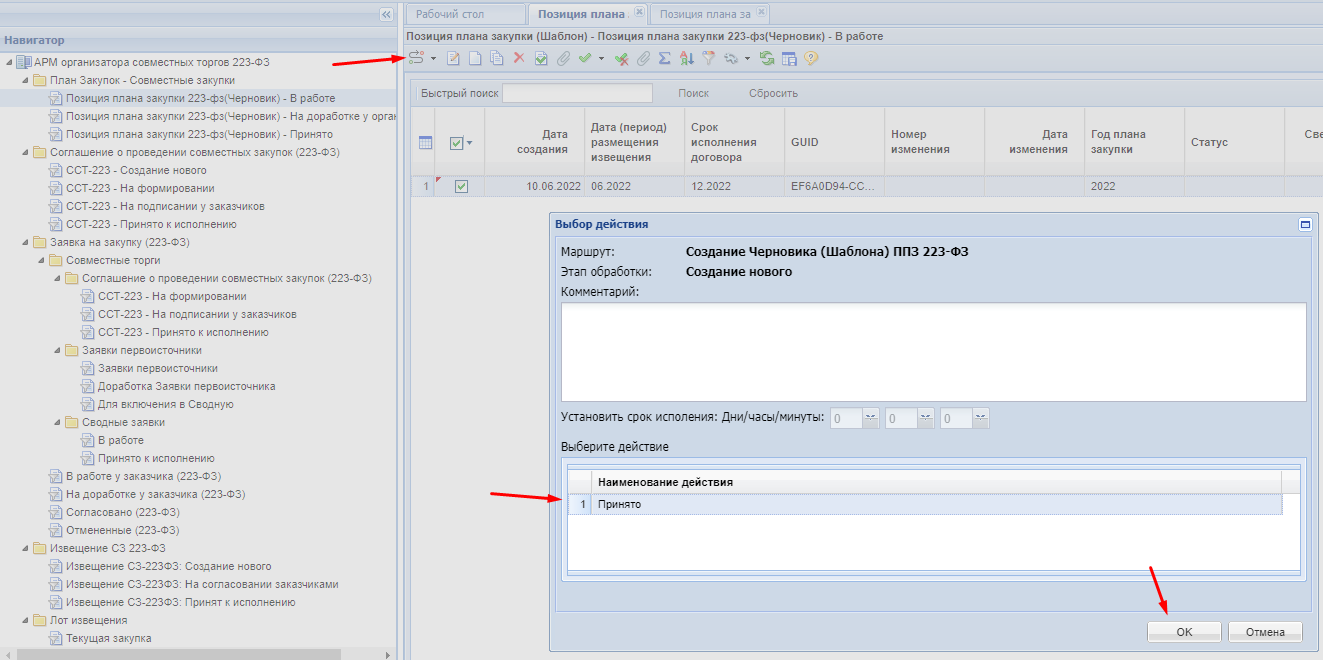 Рабочий стол
Позиция плана
Позиция плана за
Навигатор
Позиция плана закупки (Шаблон) - Позиция плана закупки 223-фз(Черновик) - В работе
АРМ организатора совместных торгов 223-ФЗ
План Закупок - Совместные закупки
Позиция плана закупки 223-фз(Черновик) - В работе
Позиция плана закупки 223-фз(Черновик) - На доработке у орган
Позиция плана закупки 223-фз(Черновик) - Принято
Соглашение о проведении совместных закупок (223-ФЗ)
ССТ-223 - Создание нового
ССТ-223 - На формировании
ССТ-223 - На подписании у заказчиков
ССТ-223 - Принято к исполнению
Заявка на закупку (223-ФЗ)
Совместные торги
Соглашение о проведении совместных закупок (223-ФЗ)
ССТ-223 - На формировании
ССТ-223 - На подписании у заказчиков
ССТ-223 - Принято к исполнению
Заявки первоисточники
Заявки первоисточники
Доработка Заявки первоисточника
Для включения в Сводную
Сводные заявки
В работе
Принято к исполнению
В работе у заказчика (223-ФЗ)
На доработке у заказчика (223-ФЗ)
Согласовано (223-ФЗ)
Отмененные (223-ФЗ)
Извещение СЗ 223-ФЗ
Извещение СЗ-223ФЗ: Создание нового
Извещение СЗ-223ФЗ: На согласовании заказчиками
Извещение СЗ-223ФЗ: Принят к исполнению
Лот извещения
Текущая закупка
Быстрый поиск Поиск Сбросить
Дата
создания
Дата (период)
размещения
извещения
Срок
исполнения
договора
GUID
Номер
изменения
Дата
изменения
Год плана
закупки
Статус
Све
1 10.06.2022 06.2022 12.2022 EF6A0D94-CC... 2022
Выбор действия
Маршрут: Создание Черновика (Шаблона) ППЗ 223-ФЗ
Этап обработки: Создание нового
Комментарий:
Установить срок исполения: Дни/часы/минуты: 0 0 0
Выберите действие
Наименование действия
1 Принято
OK Отмена